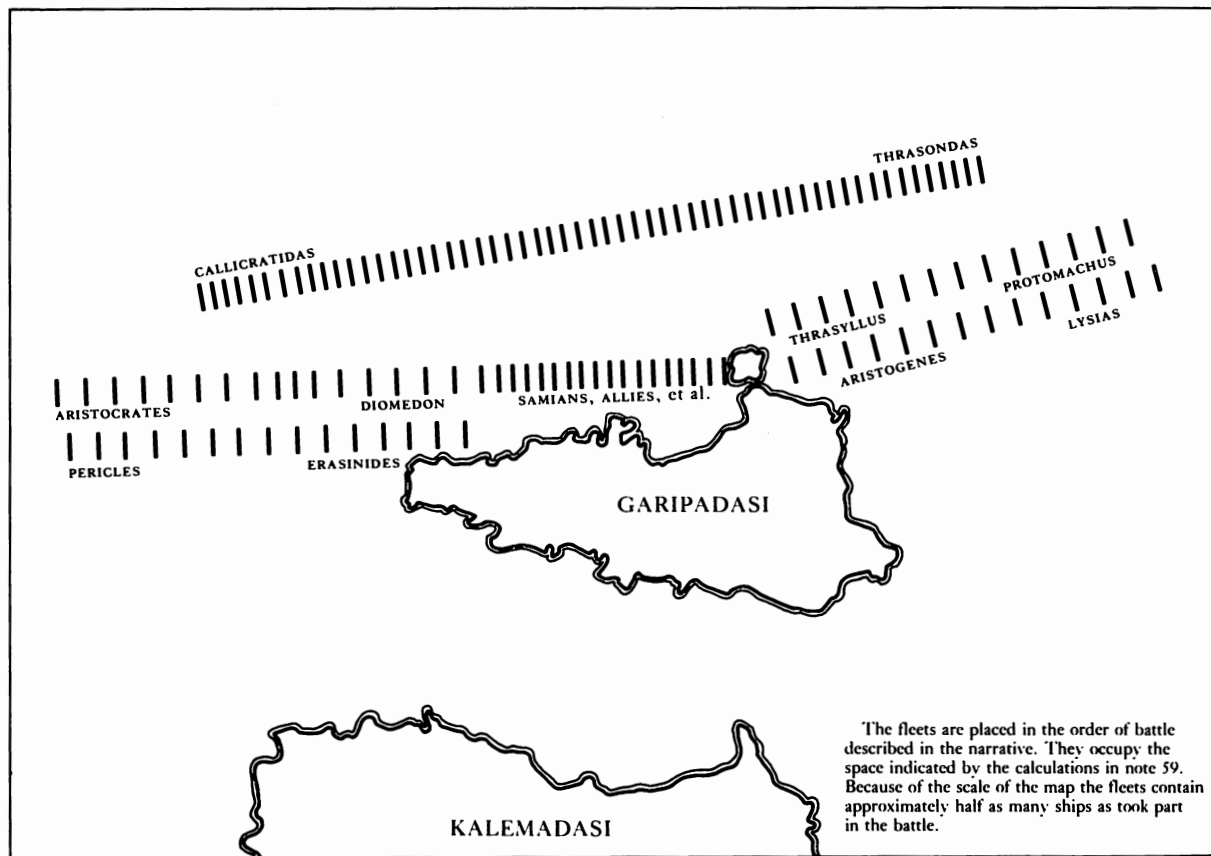 THRASONDAS
CALLICRATIDAS
PROTOMACHUS
THRASYLLUS
LYSIAS
ARISTOGENES
ARISTOCRATES
DIOMEDON
SAMIANS, ALLIES, et al.
PERICLES
ERASINIDES
GARIPADASI
KALEMADASI
The fleets are placed in the order of battle
described in the narrative. They occupy the
space indicated by the calculations in note 59.
Because of the scale of the map the fleets contain
approximately half as many ships as took part
in the battle.